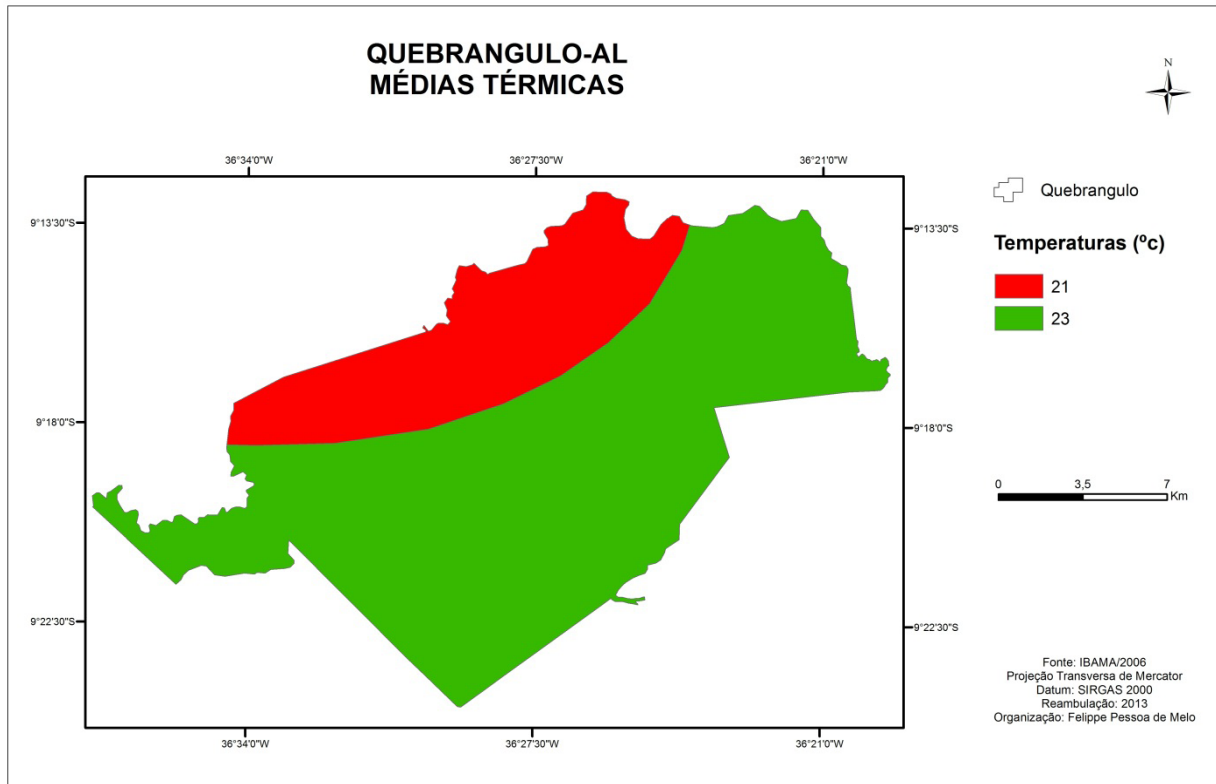 QUEBRANGULO-AL
MÉDIAS TÉRMICAS
N
36°34'0"W
36°27'30"W
36°21'0"W
9°13'30"S
9°13'30"S
9°18'0"S
9°18'0"S
9°22'30"S
9°22'30"S
36°34'0"W
36°27'30"W
36°21'0"W
Quebrangulo
Temperaturas (ºc)
21
23
0 3,5 7
Km
Fonte: IBAMA/2006
Projeção Transversa de Mercator
Datum: SIRGAS 2000
Reambulação: 2013
Organização: Felippe Pessoa de Melo